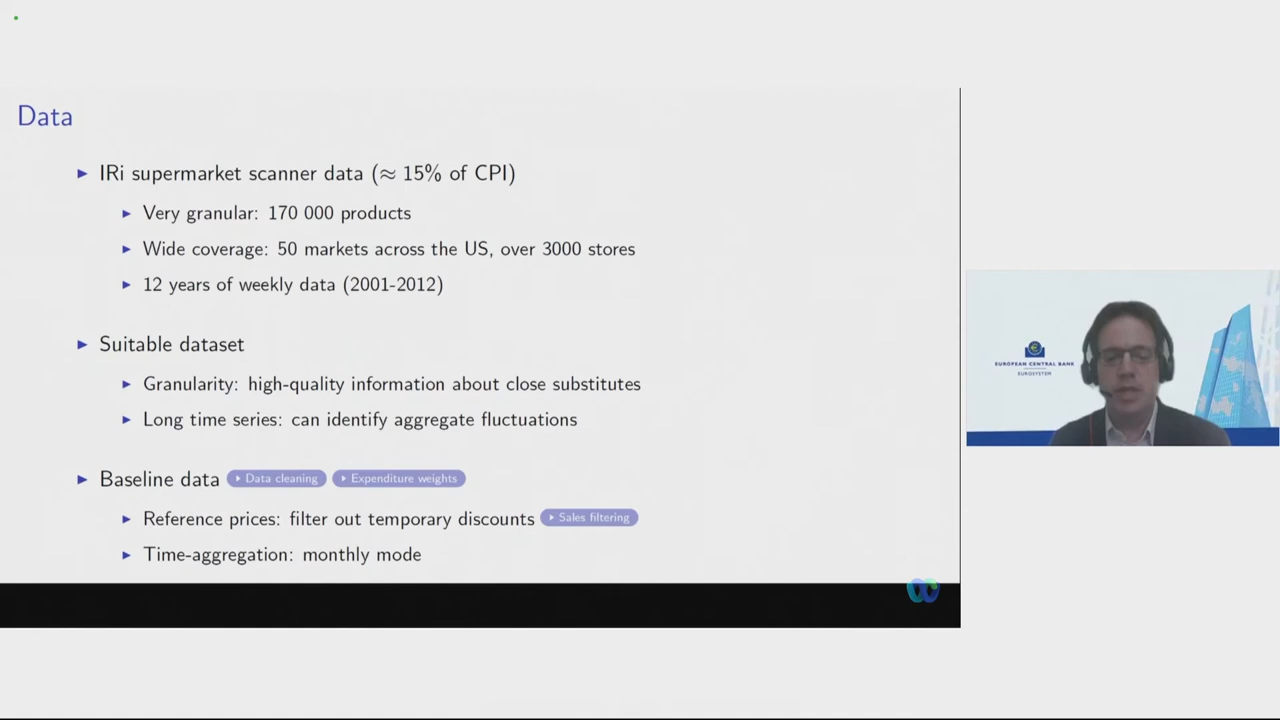 Data
► IRi supermarket scanner data (≈ 15% of CPI)
► Very granular: 170 000 products
► Wide coverage: 50 markets across the US, over 3000 stores
► 12 years of weekly data (2001-2012)
► Suitable dataset
► Granularity: high-quality information about close substitutes
► Long time series: can identify aggregate fluctuations
► Baseline data ► Data cleaning ► Expenditure weights
► Reference prices: filter out temporary discounts ► Sales filtering
► Time-aggregation: monthly mode
EUROPEAN CENTRAL BANK
EUROSYSTEM